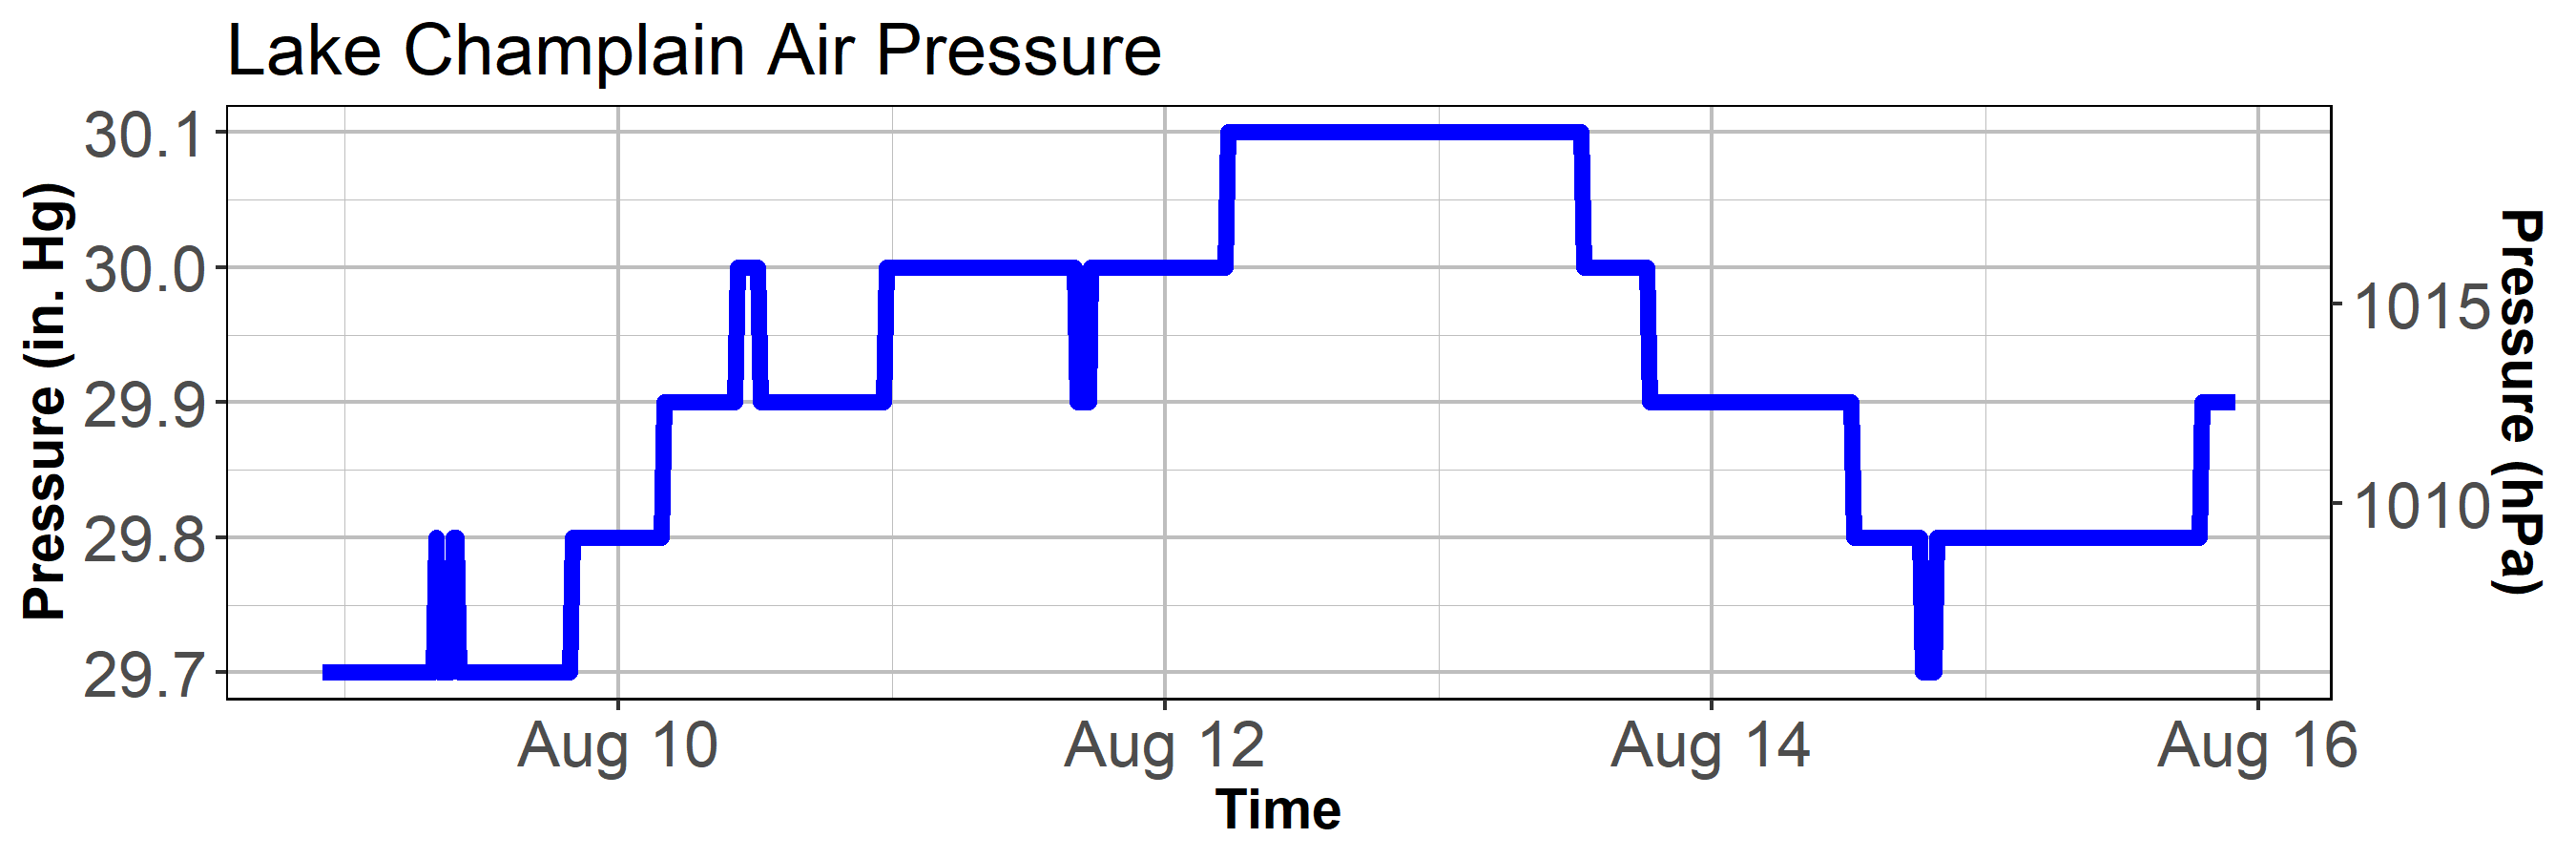 Lake Champlain Air Pressure
Pressure (in. Hg)
30.1
30.0
29.9
29.8
29.7
1015
1010
Pressure (hPa)
Aug 10 Aug 12 Aug 14 Aug 16
Time